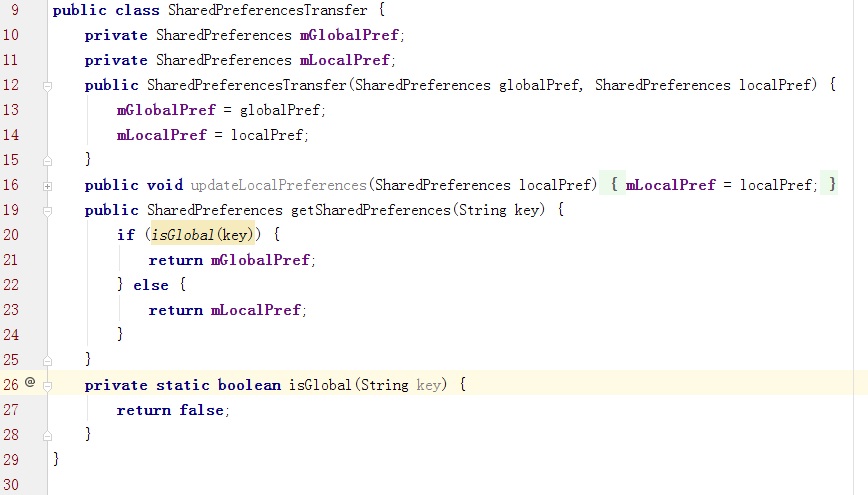 9 public class SharedPreferencesTransfer {
10 private SharedPreferences mGlobalPref;
11 private SharedPreferences mLocalPref;
12 public SharedPreferencesTransfer(SharedPreferences globalPref, SharedPreferences localPref) {
13 mGlobalPref = globalPref;
14 mLocalPref = localPref;
15 }
16 public void updateLocalPreferences(SharedPreferences localPref) { mLocalPref = localPref; }
19 public SharedPreferences getSharedPreferences(String key) {
20 if (isGlobal(key)) {
21 return mGlobalPref;
22 } else {
23 return mLocalPref;
24 }
25 }
26 @ private static boolean isGlobal(String key) {
27 return false;
28 }
29 }
30